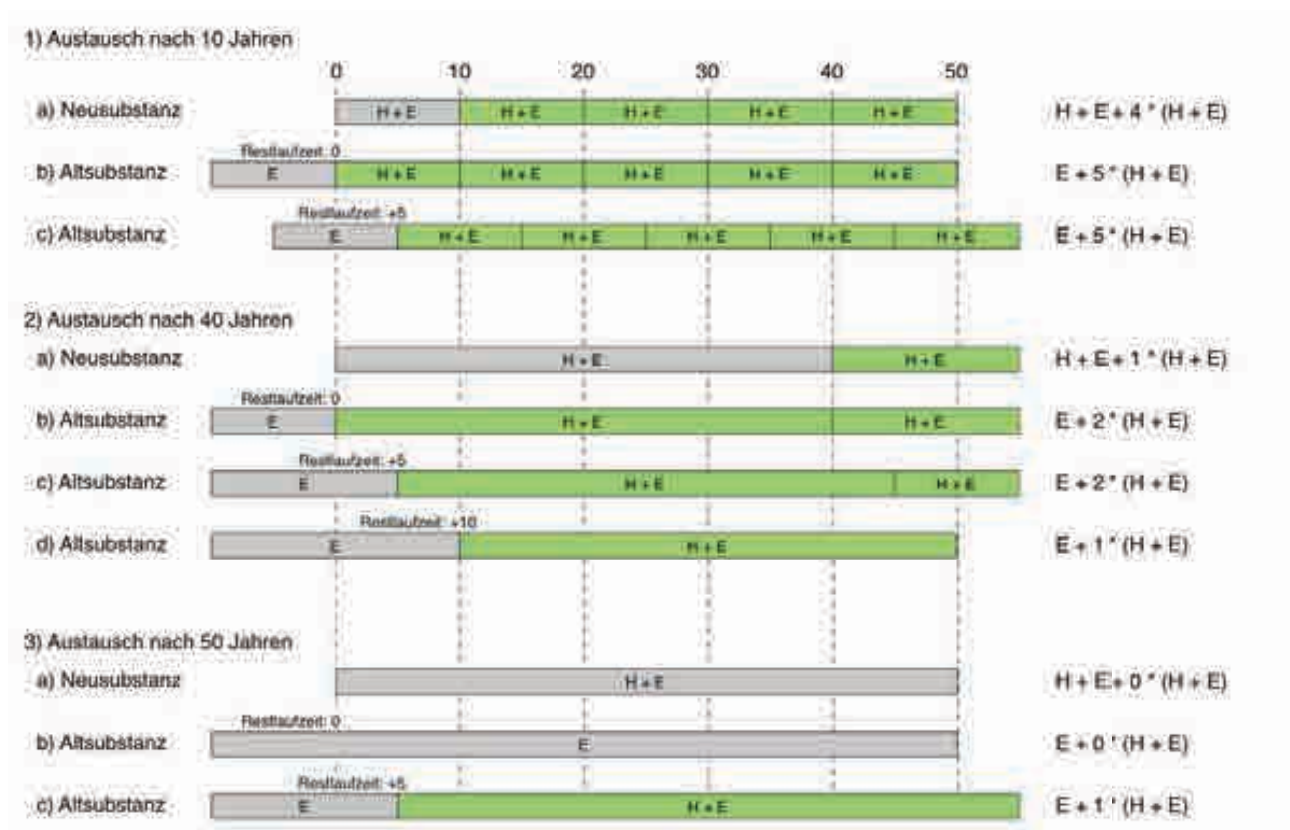 1) Austausch nach 10 Jahren
0 10 20 30 40 50
a) Neusubstanz H + E H + E H + E H + E H + E H + E + 4 * (H + E)
Restlaufzeit: 0
b) Altsubstanz E H + E H + E H + E H + E H + E E + 5 * (H + E)
Restlaufzeit: +5
c) Altsubstanz E H + E H + E H + E H + E H + E E + 5 * (H + E)
2) Austausch nach 40 Jahren
a) Neusubstanz H + E H + E H + E + 1 * (H + E)
Restlaufzeit: 0
b) Altsubstanz E H + E H + E E + 2 * (H + E)
Restlaufzeit: +5
c) Altsubstanz E H + E H + E E + 2 * (H + E)
Restlaufzeit: +10
d) Altsubstanz E H + E E + 1 * (H + E)
3) Austausch nach 50 Jahren
a) Neusubstanz H + E H + E + 0 * (H + E)
Restlaufzeit: 0
b) Altsubstanz E E + 0 * (H + E)
Restlaufzeit: +5
c) Altsubstanz E H + E E + 1 * (H + E)